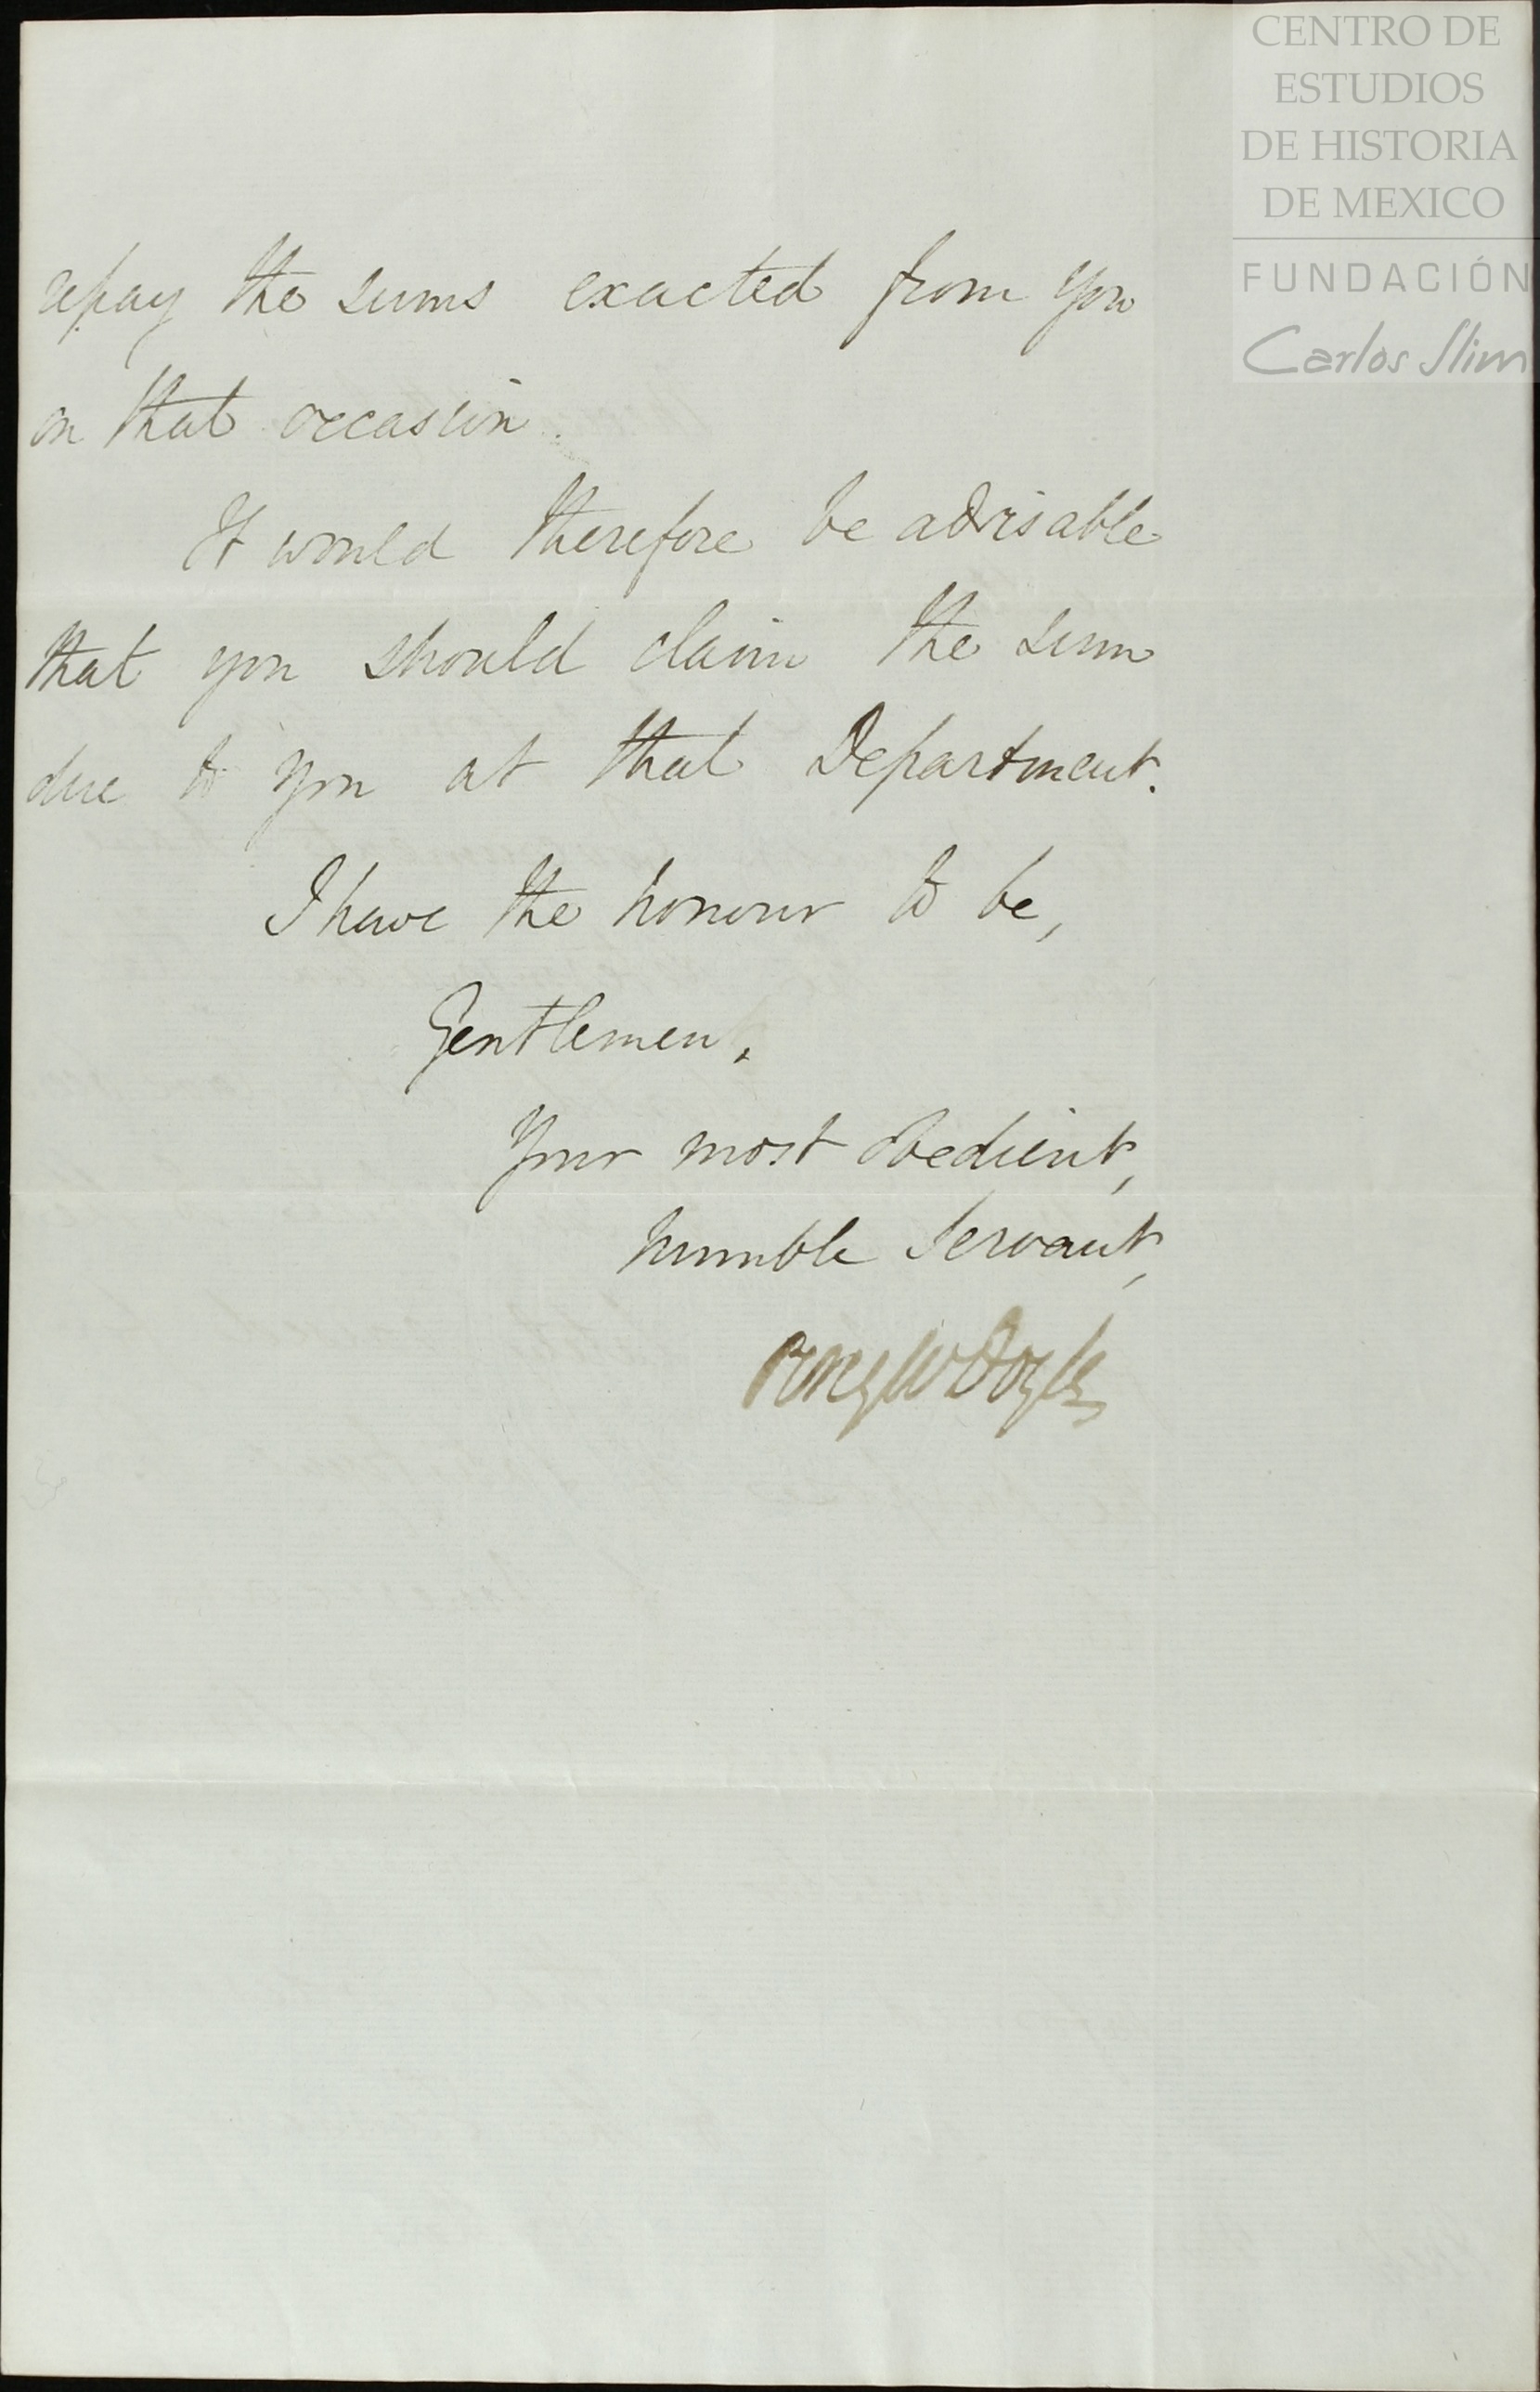 CENTRO DE
ESTUDIOS
DE HISTORIA
DE MEXICO
FUNDACIÓN
Carlos Slim
repay the sums exacted from you
on that occasion.
It would therefore be advisable
that you should claim the sum
due to you at that Department.
I have the honour to be,
Gentlemen,
Your most obedient,
humble Servant,
Percy W Doyle